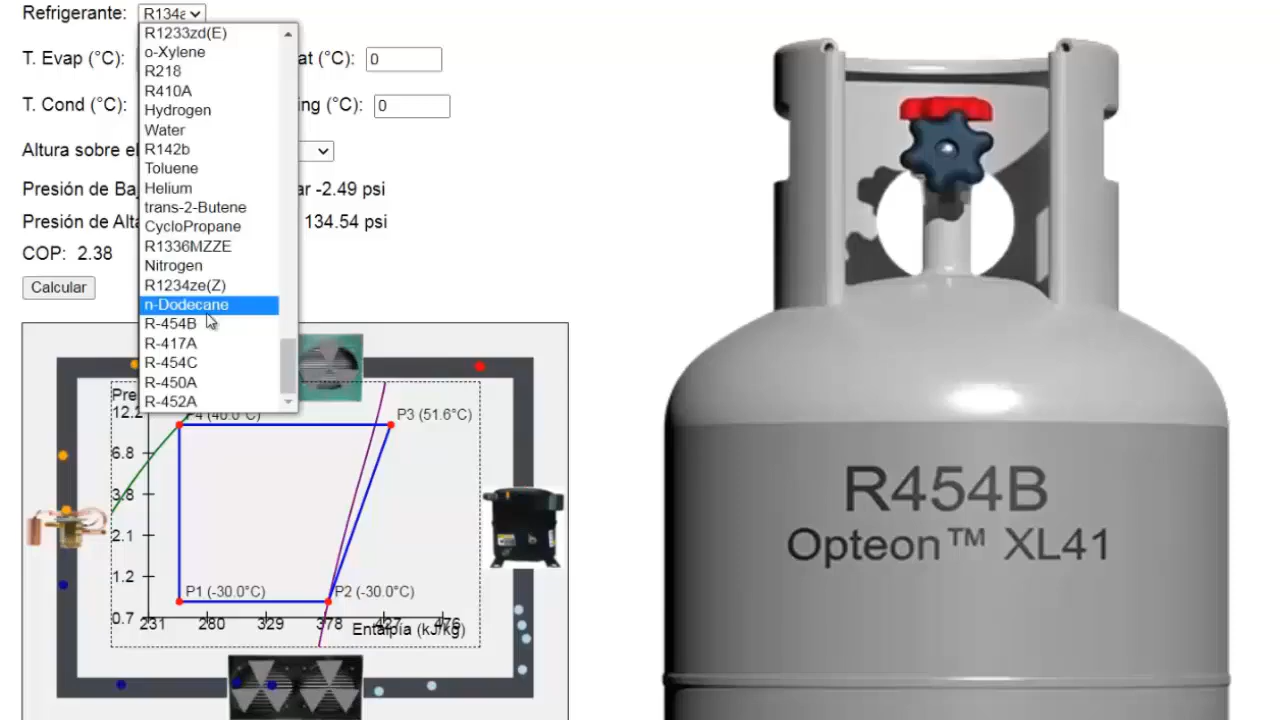 Refrigerante: R134a
R1233zd(E)
o-Xylene
T. Evap (°C): at (°C): 0
R218
R410A
T. Cond (°C): ing (°C): 0
Hydrogen
Water
Altura sobre el
R142b
Toluene
Presión de Baj ar -2.49 psi
Helium
trans-2-Butene
Presión de Alta 134.54 psi
CycloPropane
R1336MZZE
COP: 2.38
Nitrogen
Calcular
R1234ze(Z)
n-Dodecane
R-454B
R-417A
R-454C
R-450A
R-452A
Pre
12.2
P4 (40.0°C)
P3 (51.6°C)
6.8
3.8
2.1
1.2
P1 (-30.0°C)
P2 (-30.0°C)
0.7
231 280 329 378 427 476
Entalpía (kJ/kg)
R454B
Opteon™ XL41